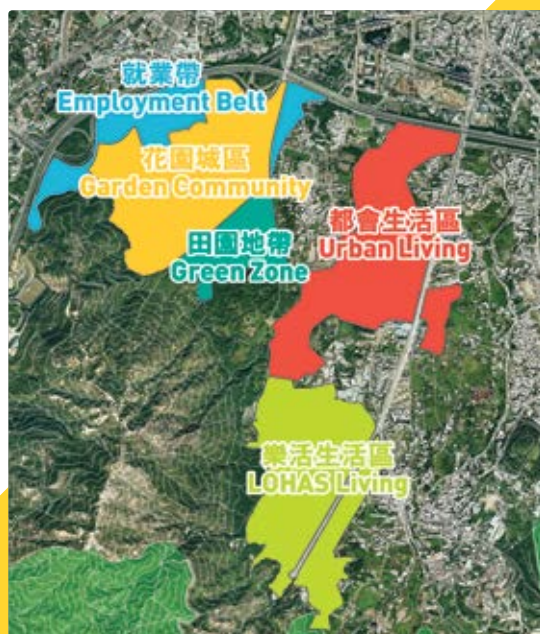 就業帶
Employment Belt
花園城區
Garden Community
田園地帶
Green Zone
都會生活區
Urban Living
樂活生活區
LOHAS Living